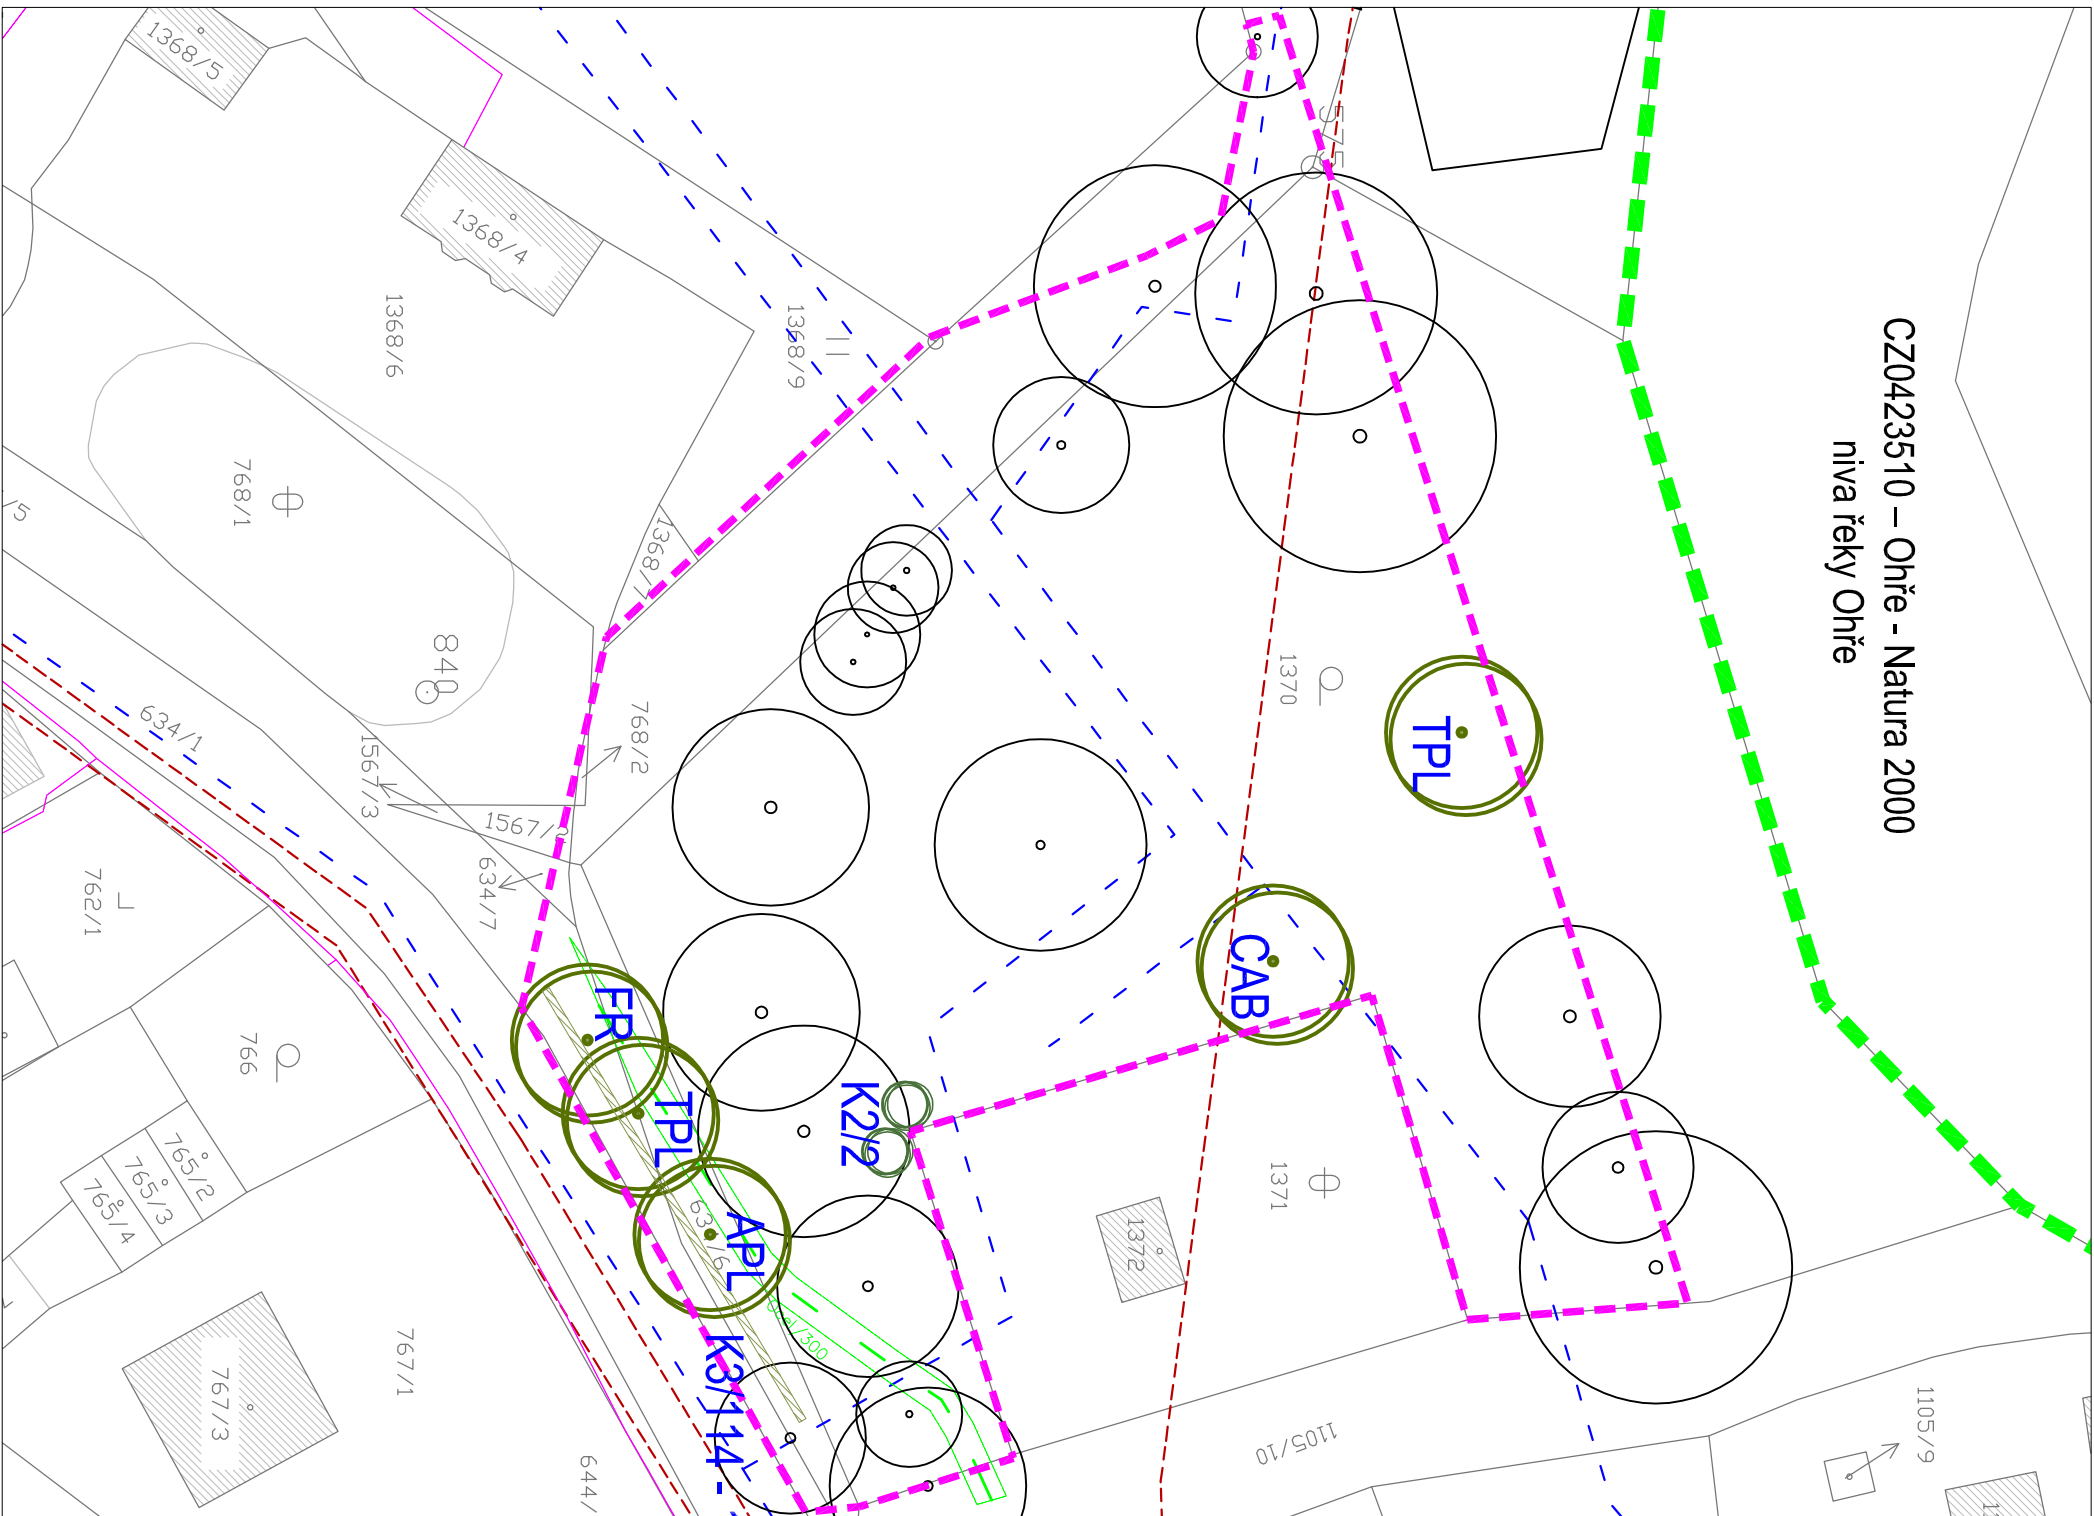 CZ0423510 – Ohře - Natura 2000
niva řeky Ohře
1368/5
1368/4
1368/6
1368/9
575
768/1
840
768/2
634/1
1567/3
1567/2
634/7
762/1
766
765/2
765/3
765/4
767/3
767/1
644/
/5
1370
TPL
CAB
FR
TPL
APL
K2/2
K3/114 -
1371
1372
1105/10
1105/9